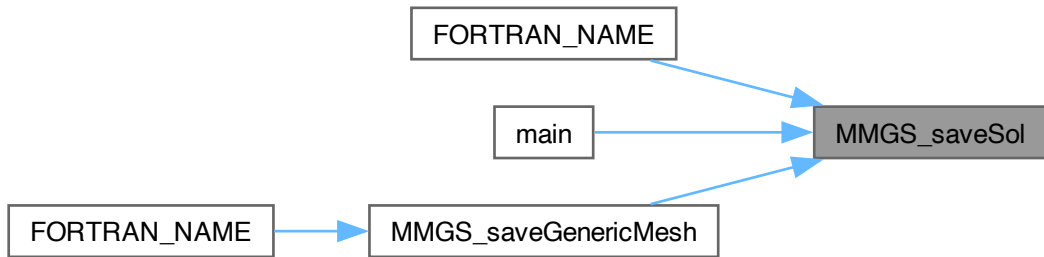 FORTRAN_NAME
main
MMGS_saveSol
FORTRAN_NAME
MMGS_saveGenericMesh